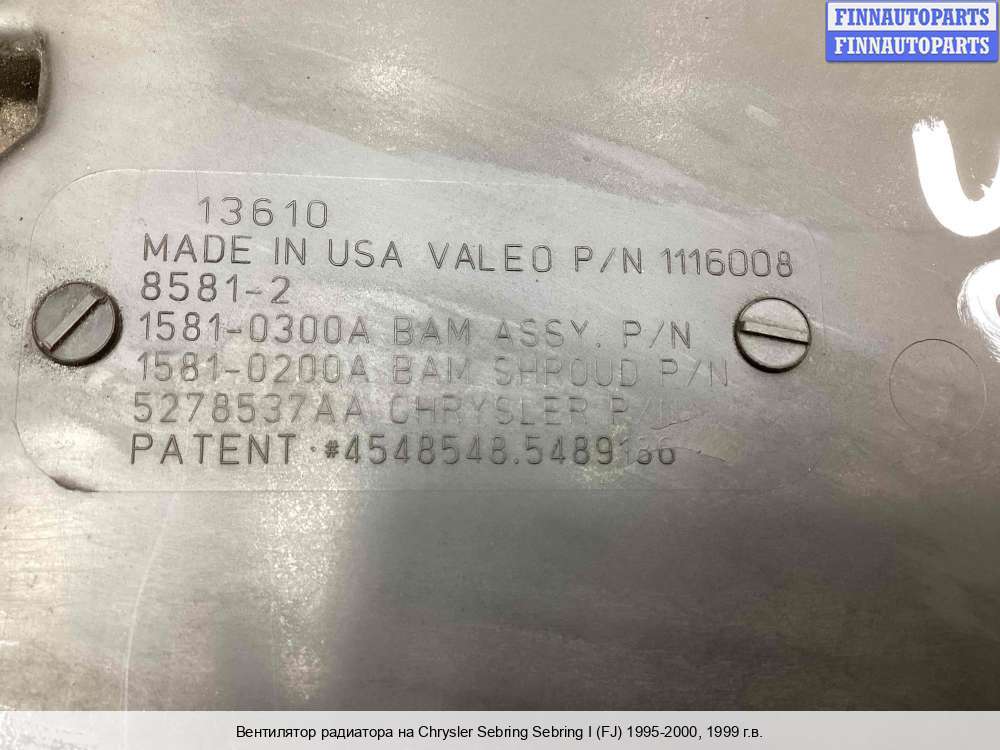 FINNAUTOPARTS
FINNAUTOPARTS
13610
MADE IN USA VALEO P/N 1116008
8581-2
1581-0300A BAM ASSY. P/N
1581-0200A BAM SHROUD P/N
5278537AA CHRYSLER
PATENT #4548548.5489186
Вентилятор радиатора на Chrysler Sebring Sebring I (FJ) 1995-2000, 1999 г.в.